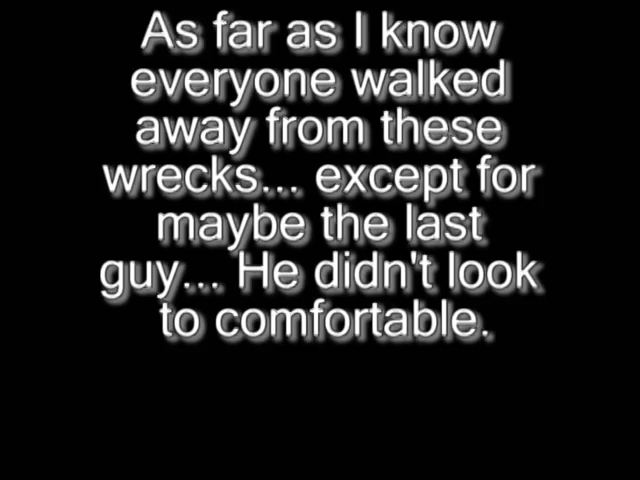 As far as I know
everyone walked
away from these
wrecks... except for
maybe the last
guy... He didn't look
to comfortable.